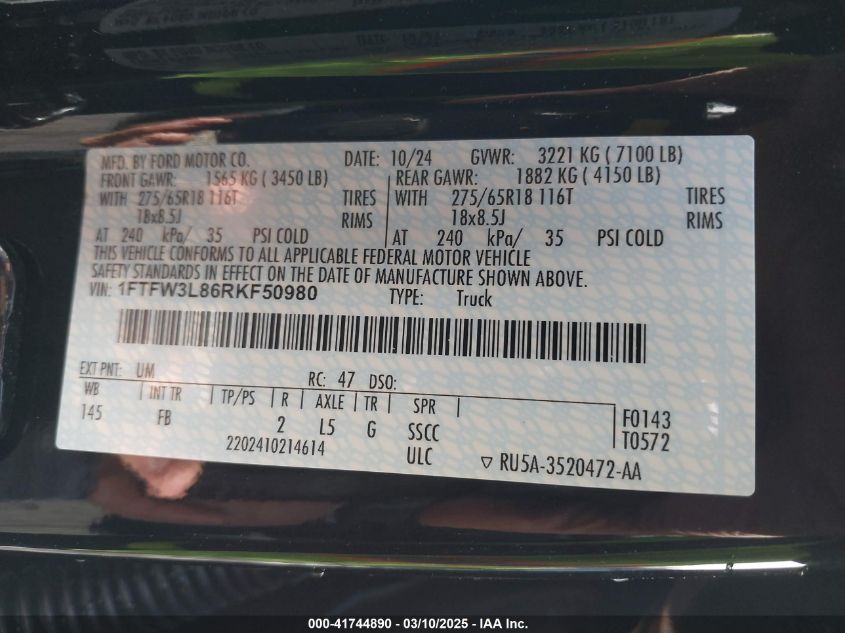 MFD. BY FORD MOTOR CO. DATE: 10/24 GVWR: 3221 KG ( 7100 LB)
FRONT GAWR: 1565 KG ( 3450 LB) REAR GAWR: 1882 KG ( 4150 LB)
WITH 275/65R18 116T TIRES WITH 275/65R18 116T TIRES
18x8.5J RIMS 18x8.5J RIMS
AT 240 kPa/ 35 PSI COLD AT 240 kPa/ 35 PSI COLD
THIS VEHICLE CONFORMS TO ALL APPLICABLE FEDERAL MOTOR VEHICLE
SAFETY STANDARDS IN EFFECT ON THE DATE OF MANUFACTURE SHOWN ABOVE.
VIN: 1FTFW3L86RKF50980 TYPE: Truck
EXT PNT: UM RC: 47 DSO:
WB INT TR TP/PS R AXLE TR SPR
145 FB 2 L5 G SSCC F0143
2202410214614 ULC T0572
▽ RU5A-3520472-AA
000-41744890 - 03/10/2025 - IAA Inc.